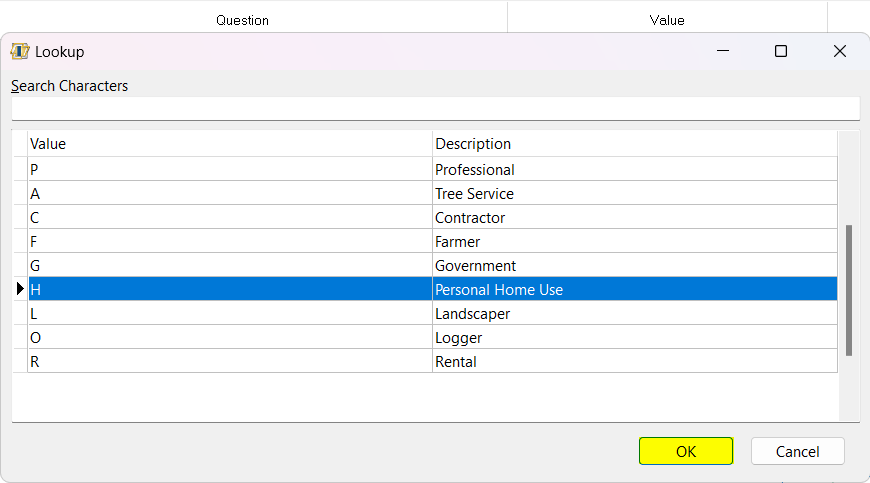 Question Value
Lookup
Search Characters
Value Description
P Professional
A Tree Service
C Contractor
F Farmer
G Government
H Personal Home Use
L Landscaper
O Logger
R Rental
OK Cancel